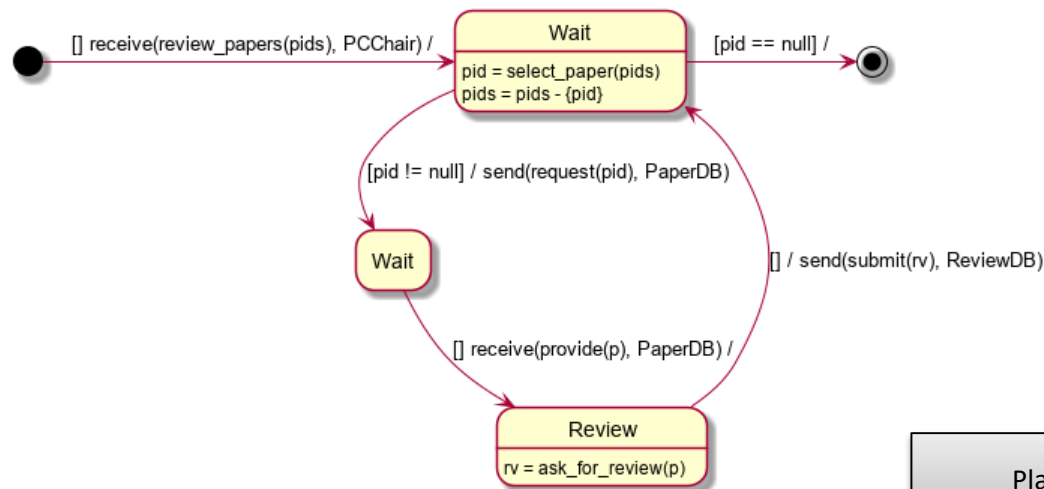 [] receive(review_papers(pids), PCChair) /
Wait
[pid == null] /
pid = select_paper(pids)
pids = pids - {pid}
[pid != null] / send(request(pid), PaperDB)
Wait
[] / send(submit(rv), ReviewDB)
[] receive(provide(p), PaperDB) /
Review
rv = ask_for_review(p)
Pla